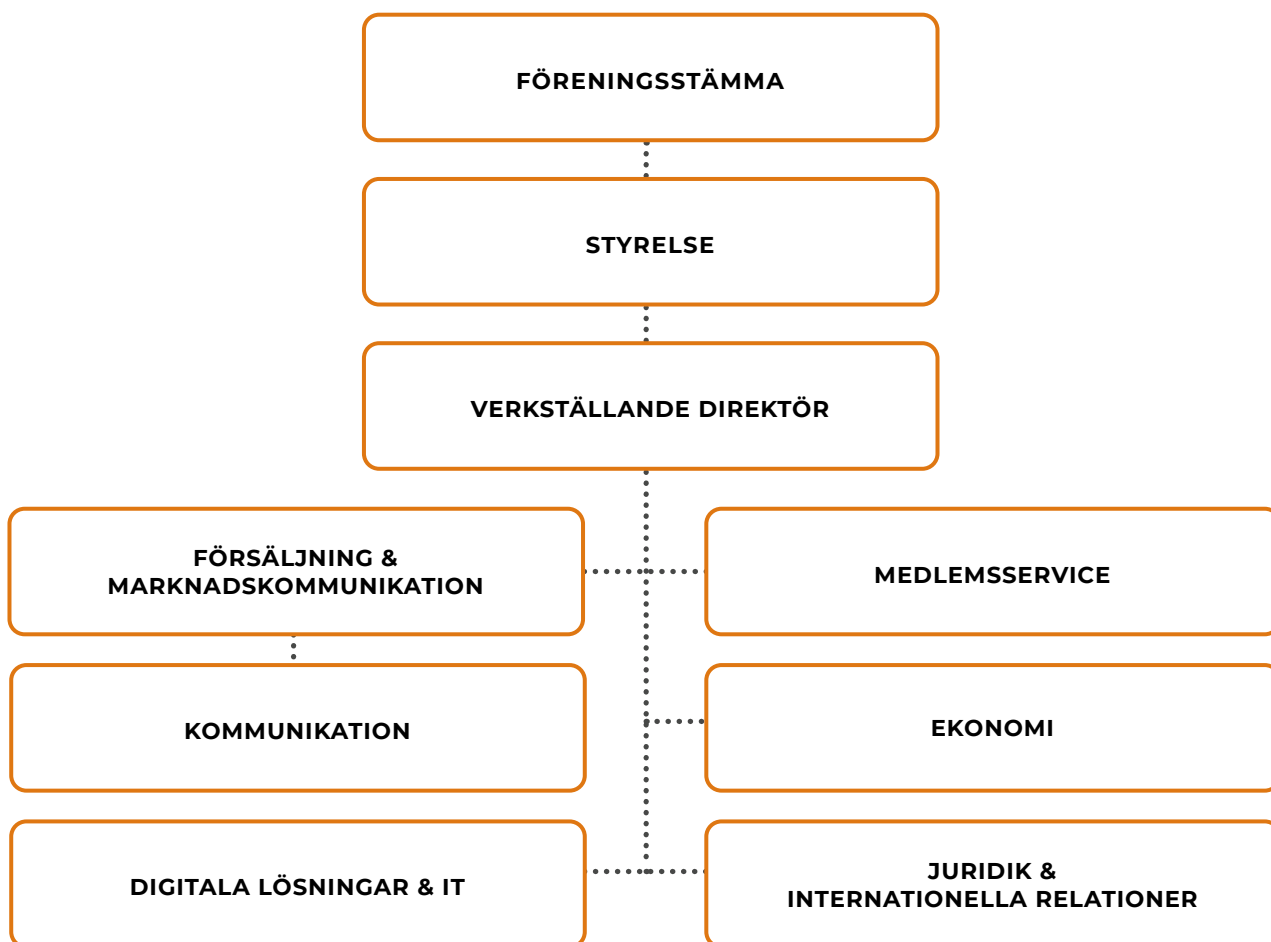 FÖRENINGSSTÄMMA
STYRELSE
VERKSTÄLLANDE DIREKTÖR
FÖRSÄLJNING &
MARKNADSKOMMUNIKATION
MEDLEMSSERVICE
KOMMUNIKATION
EKONOMI
DIGITALA LÖSNINGAR & IT
JURIDIK &
INTERNATIONELLA RELATIONER